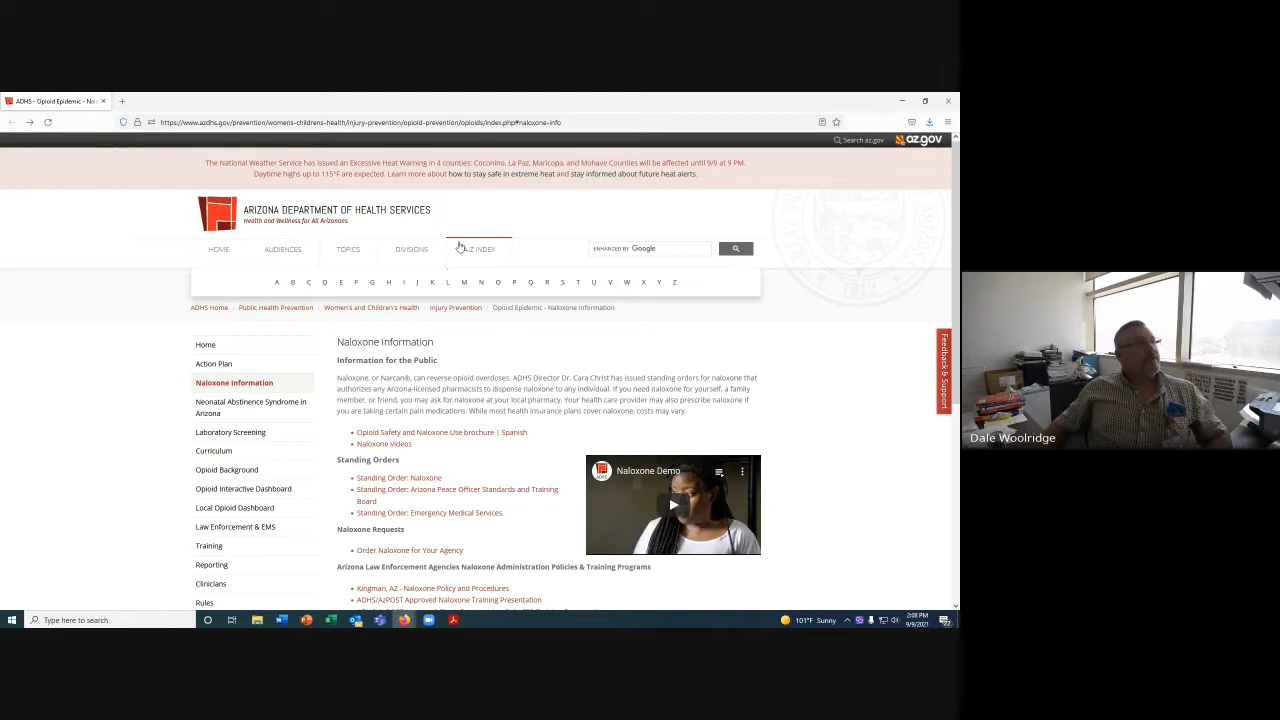 ADHS - Opioid Epidemic - Nalo
https://www.azdhs.gov/prevention/womens-childrens-health/injury-prevention/opioid-prevention/opioids/index.php#naloxone-info
Search az.gov
az.gov
The National Weather Service has issued an Excessive Heat Warning in 4 counties: Coconino, La Paz, Maricopa, and Mohave Counties will be affected until 9/9 at 9 PM.
Daytime highs up to 115°F are expected. Learn more about how to stay safe in extreme heat and stay informed about future heat alerts.
ARIZONA DEPARTMENT OF HEALTH SERVICES
Health and Wellness for All Arizonans
HOME AUDIENCES TOPICS DIVISIONS A-Z INDEX
ENHANCED BY Google
A B C D E F G H I J K L M N O P Q R S T U V W X Y Z
ADHS Home Public Health Prevention Women's and Children's Health Injury Prevention Opioid Epidemic - Naloxone Information
Home
Action Plan
Naloxone Information
Neonatal Abstinence Syndrome in
Arizona
Laboratory Screening
Curriculum
Opioid Background
Opioid Interactive Dashboard
Local Opioid Dashboard
Law Enforcement & EMS
Training
Reporting
Clinicians
Rules
Naloxone Information
Information for the Public
Naloxone, or Narcan®, can reverse opioid overdoses. ADHS Director Dr. Cara Christ has issued standing orders for naloxone that
authorizes any Arizona-licensed pharmacists to dispense naloxone to any individual. If you need naloxone for yourself, a family
member, or friend, you may ask for naloxone at your local pharmacy. Your health care provider may also prescribe naloxone if
you are taking certain pain medications. While most health insurance plans cover naloxone, costs may vary.
• Opioid Safety and Naloxone Use brochure | Spanish
• Naloxone Videos
Standing Orders
• Standing Order: Naloxone
• Standing Order: Arizona Peace Officer Standards and Training
Board
• Standing Order: Emergency Medical Services
Naloxone Demo
Naloxone Requests
• Order Naloxone for Your Agency
Arizona Law Enforcement Agencies Naloxone Administration Policies & Training Programs
• Kingman, AZ - Naloxone Policy and Procedures
• ADHS/AzPOST Approved Naloxone Training Presentation
Feedback & Support
Dale Woolridge
Type here to search
101°F Sunny
2:08 PM
9/9/2021